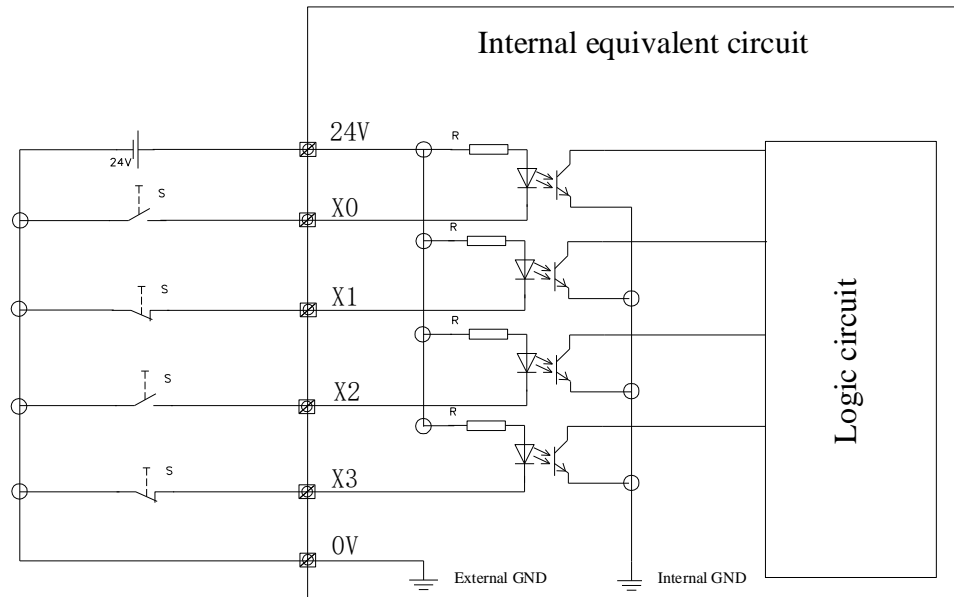 Internal equivalent circuit
24V
R
24V
S
X0
R
S
X1
R
S
X2
R
S
X3
0V
External GND
Internal GND
Logic circuit